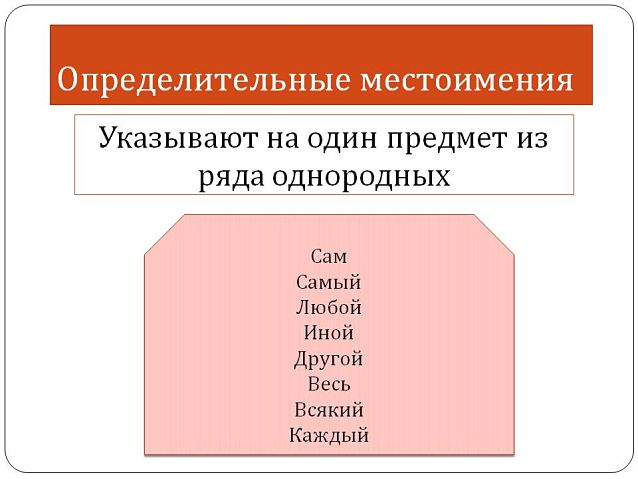 Определительные местоимения
Указывают на один предмет из
ряда однородных
Сам
Самый
Любой
Иной
Другой
Весь
Всякий
Каждый